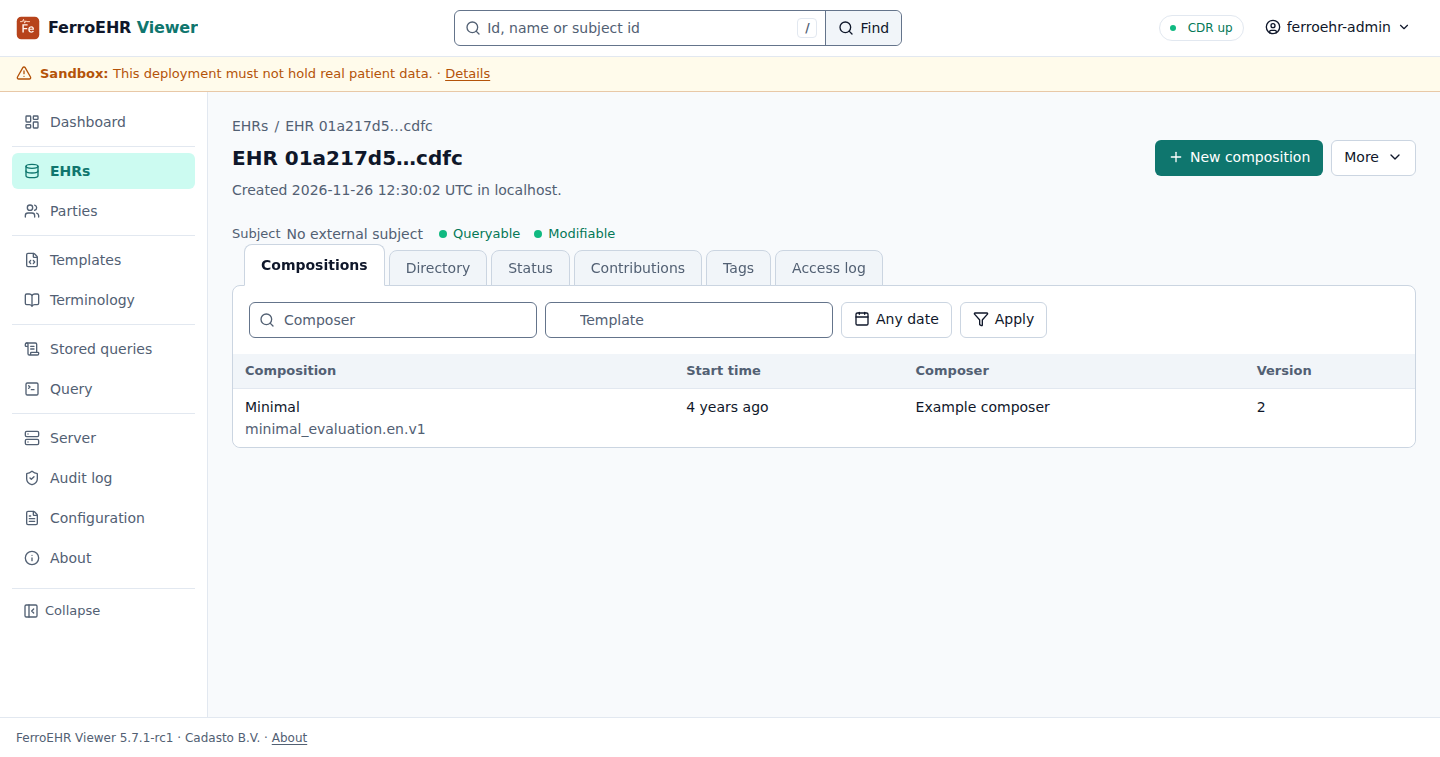 Fe FerroEHR Viewer
Id, name or subject id / Find
CDR up
ferroehr-admin
Sandbox: This deployment must not hold real patient data. · Details
Dashboard
EHRs
Parties
Templates
Terminology
Stored queries
Query
Server
Audit log
Configuration
About
Collapse
EHRs / EHR 01a217d5…cdfc
EHR 01a217d5…cdfc
New composition
More
Created 2026-11-26 12:30:02 UTC in localhost.
Subject No external subject Queryable Modifiable
Compositions Directory Status Contributions Tags Access log
Composer Template Any date Apply
Composition Start time Composer Version
Minimal 4 years ago Example composer 2
minimal_evaluation.en.v1
FerroEHR Viewer 5.7.1-rc1 · Cadasto B.V. · About